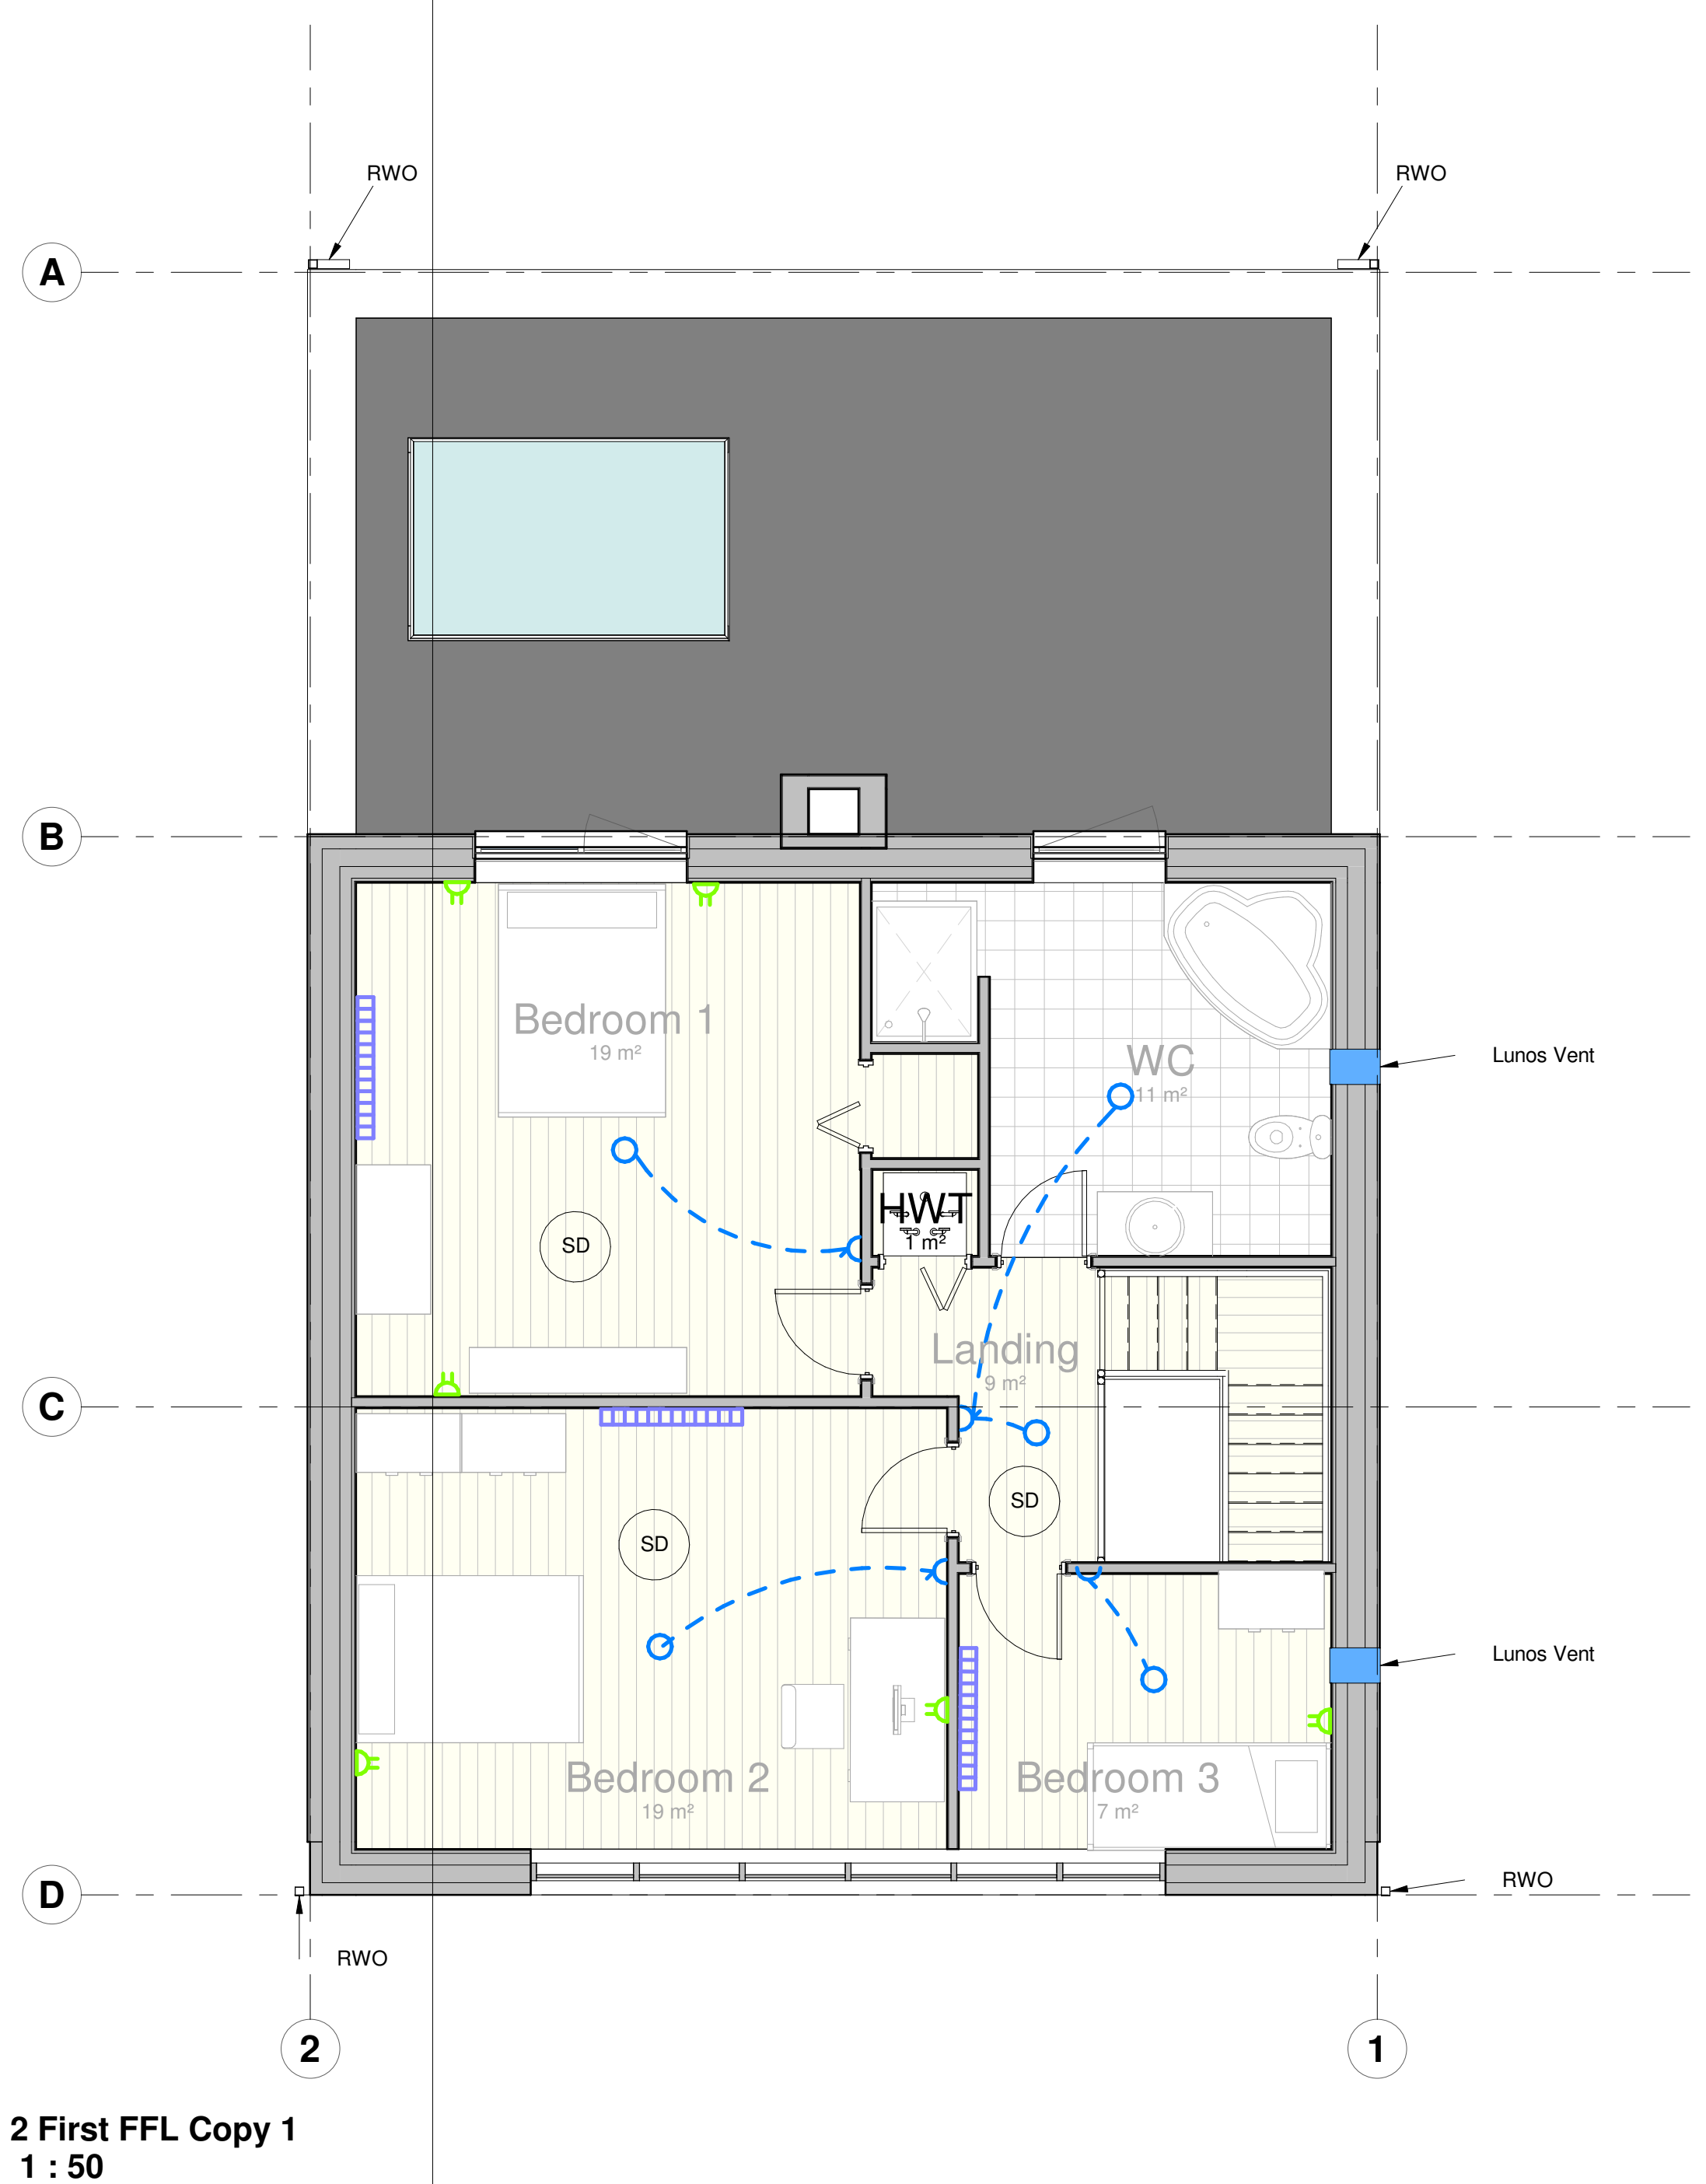 RWO
RWO
A
B
Bedroom 1
19 m²
WC
11 m²
Lunos Vent
HWT
1 m²
SD
Landing
9 m²
C
SD
SD
Lunos Vent
Bedroom 2
19 m²
Bedroom 3
7 m²
D
RWO
RWO
2
1
2 First FFL Copy 1
1 : 50